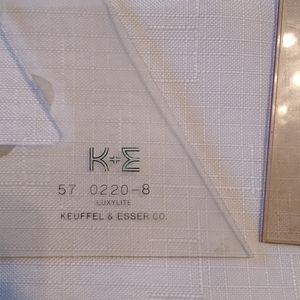 K+E
57 0220-8
LUXYLITE
KEUFFEL & ESSER CO.